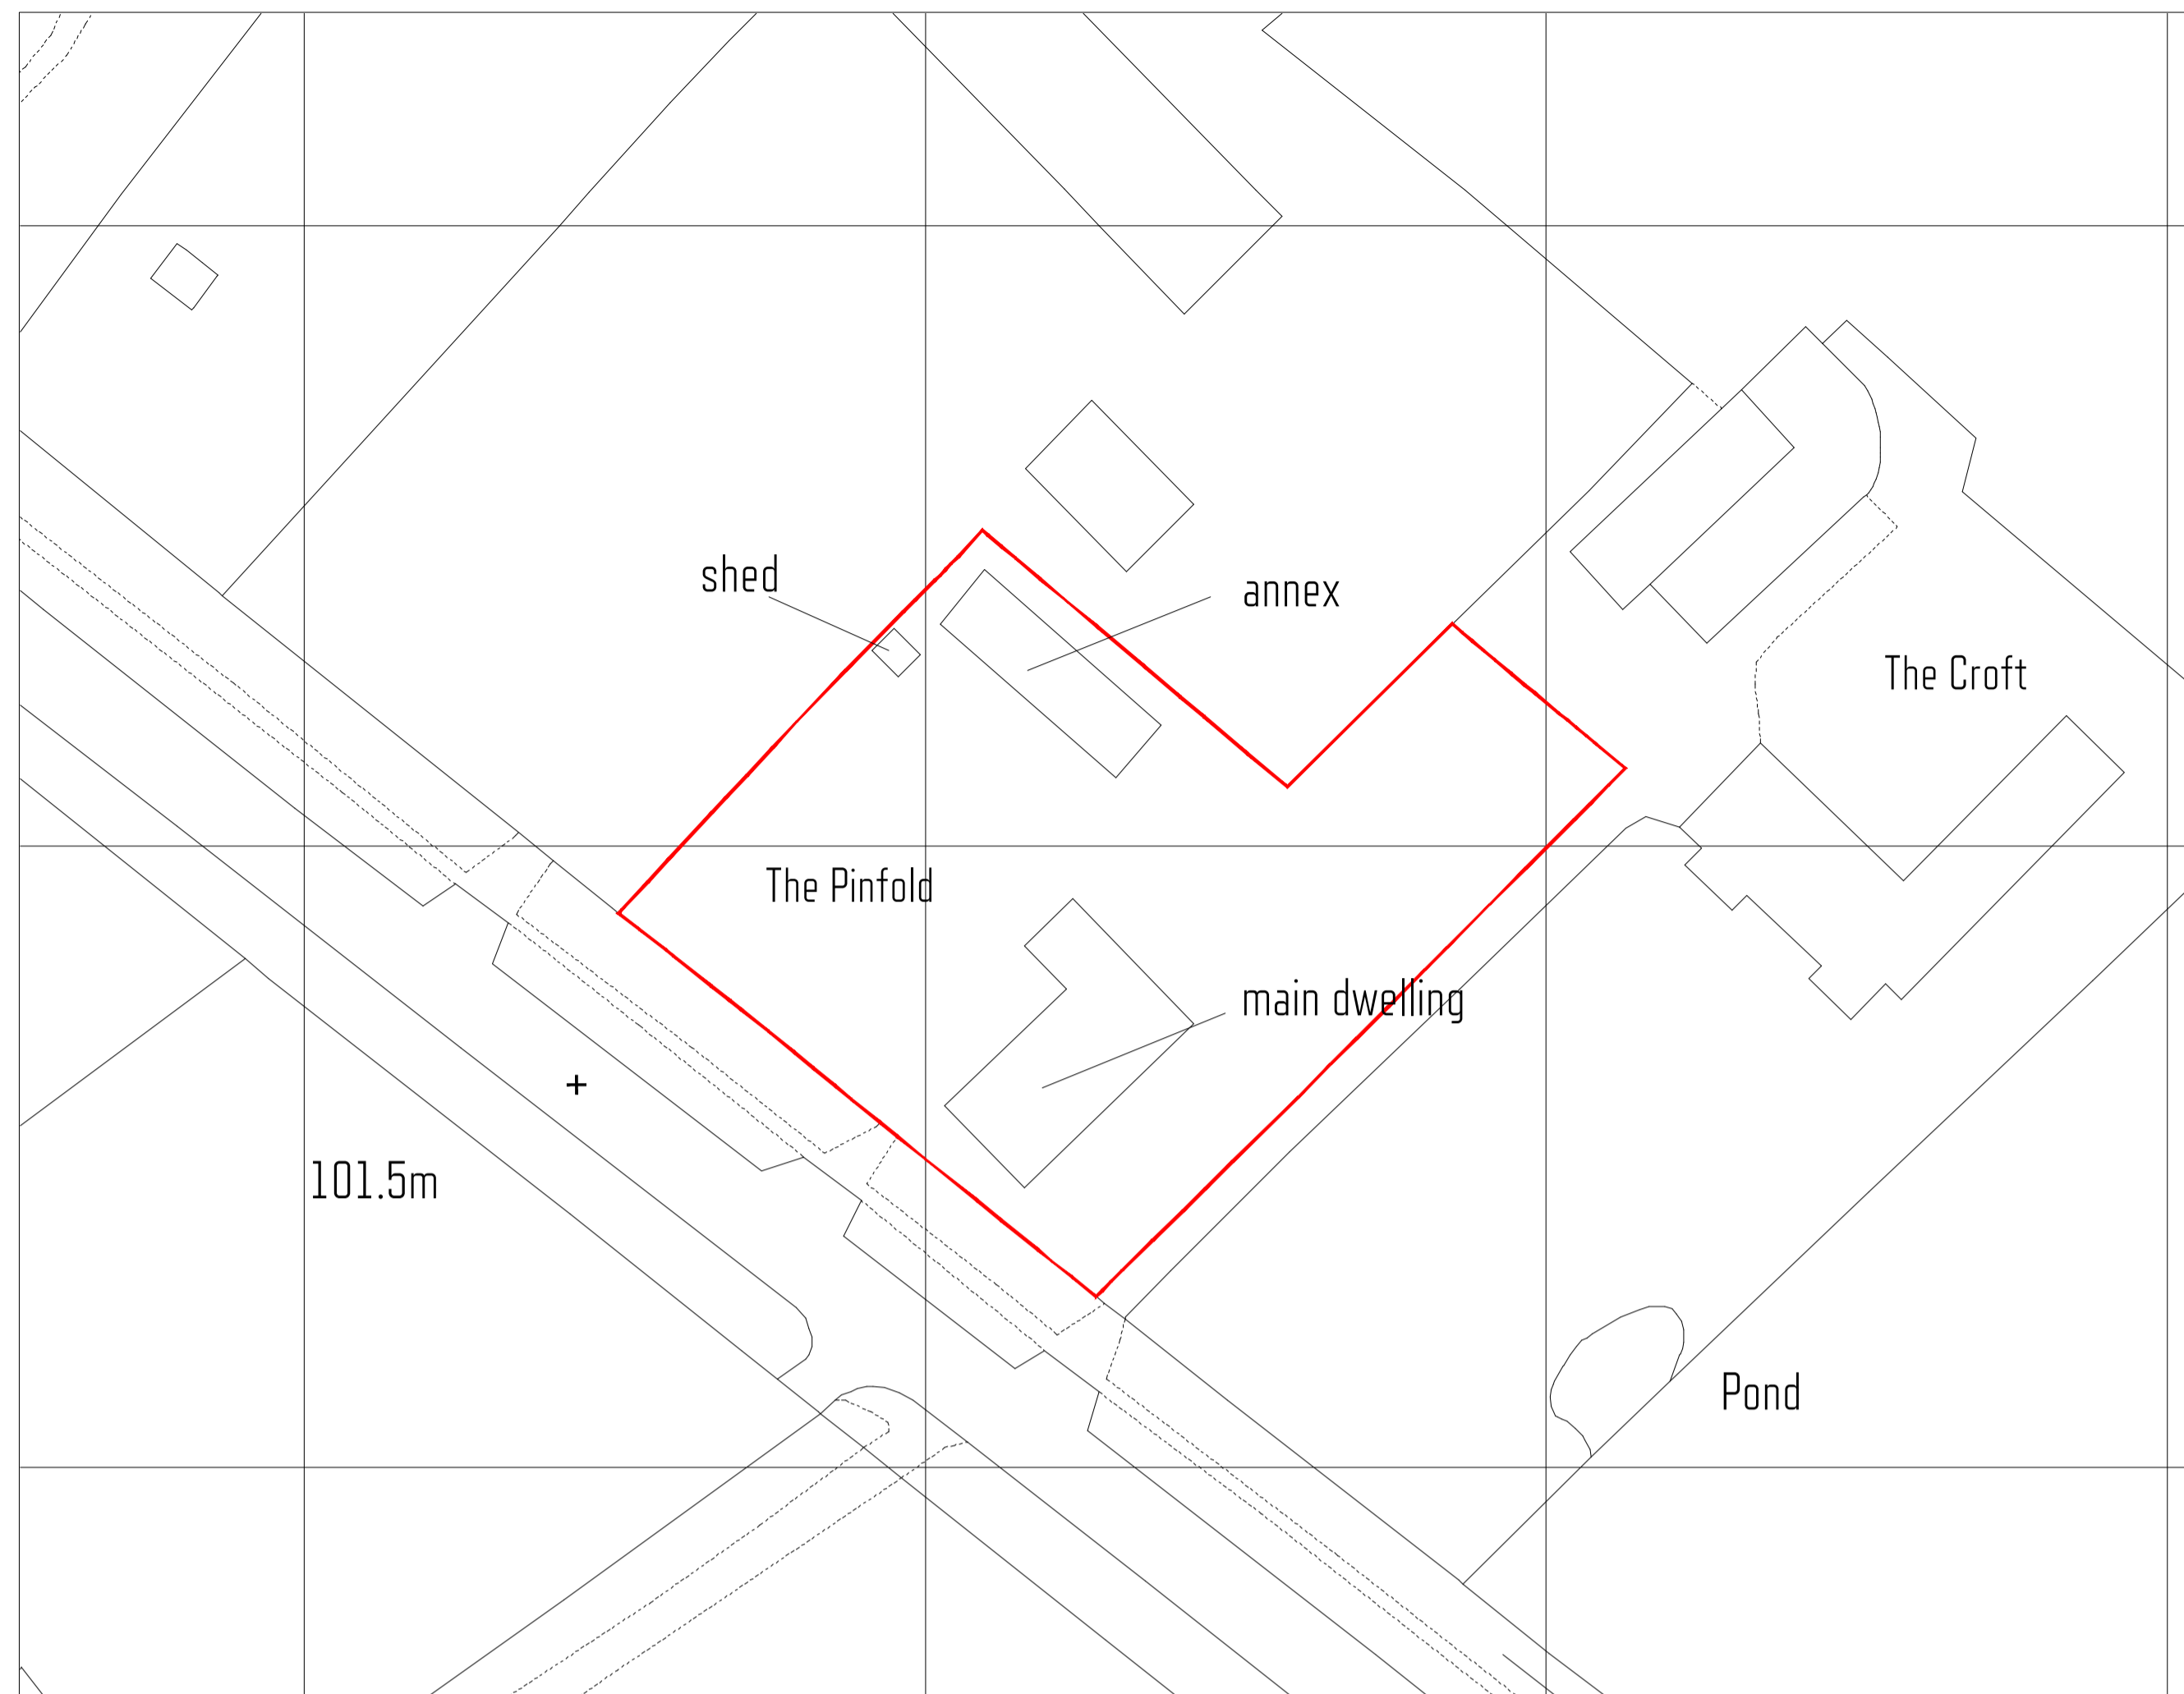 shed
annex
The Croft
The Pinfold
main dwelling
+
101.5m
Pond